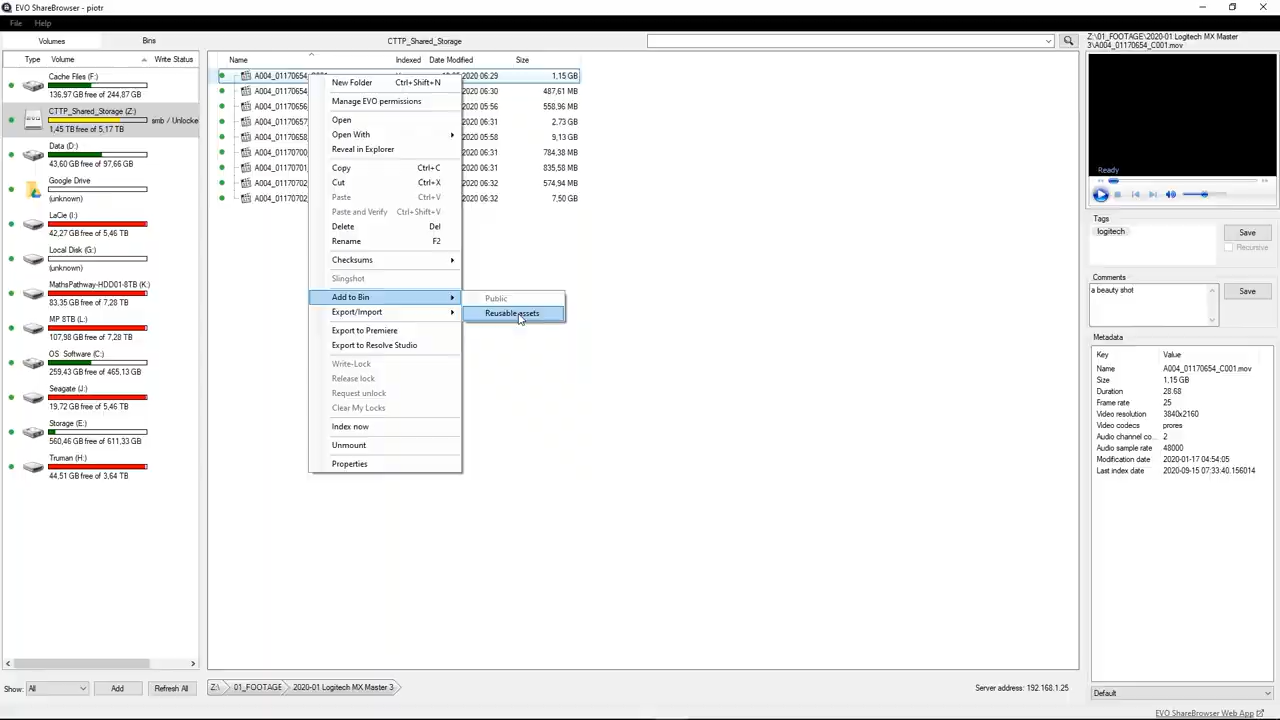 EVO ShareBrowser - piotr
File Help
Volumes Bins CTTP_Shared_Storage
Type Volume Write Status
Cache Files (F:)
136,97 GB free of 244,87 GB
CTTP_Shared_Storage (Z:)
smb / Unlocke
1,45 TB free of 5,17 TB
Data (D:)
43,60 GB free of 97,66 GB
Google Drive
(unknown)
LaCie (I:)
42,27 GB free of 5,46 TB
Local Disk (G:)
(unknown)
MathsPathway-HDD01-8TB (K:)
83,35 GB free of 7,28 TB
MP 8TB (L:)
107,98 GB free of 7,28 TB
OS_Software (C:)
259,43 GB free of 465,13 GB
Seagate (J:)
19,72 GB free of 5,46 TB
Storage (E:)
560,46 GB free of 611,33 GB
Truman (H:)
44,51 GB free of 3,64 TB
Show: All Add Refresh All
Name Indexed Date Modified Size
2020 06:29 1,15 GB
A004_01170654 2020 06:30 487,61 MB
A004_01170655 2020 05:56 558,96 MB
A004_01170657 2020 06:31 2,73 GB
A004_01170658 2020 05:58 9,13 GB
A004_01170700 2020 06:31 784,38 MB
A004_01170701 2020 06:31 835,58 MB
A004_01170702 2020 06:32 574,94 MB
A004_01170702 2020 06:32 7,50 GB
New Folder Ctrl+Shift+N
Manage EVO permissions
Open
Open With
Reveal in Explorer
Copy Ctrl+C
Cut Ctrl+X
Paste Ctrl+V
Paste and Verify Ctrl+Shift+V
Delete Del
Rename F2
Checksums
Slingshot
Add to Bin
Export/Import
Export to Premiere
Export to Resolve Studio
Write-Lock
Release lock
Request unlock
Clear My Locks
Index now
Unmount
Properties
Public
Reusable assets
Z:\ 01_FOOTAGE 2020-01 Logitech MX Master 3
Server address: 192.168.1.25
Z:\01_FOOTAGE\2020-01 Logitech MX Master
3\A004_01170654_C001.mov
Ready
Tags
logitech
Save
Recursive
Comments
a beauty shot
Save
Metadata
Key Value
Name A004_01170654_C001.mov
Size 1,15 GB
Duration 28.68
Frame rate 25
Video resolution 3840x2160
Video codecs prores
Audio channel co... 2
Audio sample rate 48000
Modification date 2020-01-17 04:54:05
Last index date 2020-09-15 07:33:40.156014
Default
EVO ShareBrowser Web App